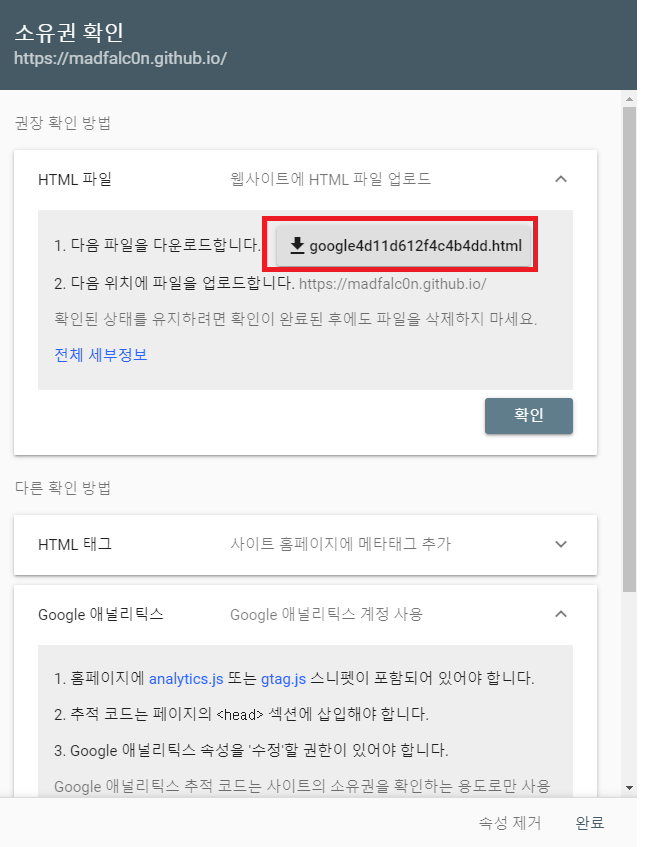 소유권 확인
https://madfalc0n.github.io/
권장 확인 방법
HTML 파일 웹사이트에 HTML 파일 업로드
1. 다음 파일을 다운로드합니다. google4d11d612f4c4b4dd.html
2. 다음 위치에 파일을 업로드합니다. https://madfalc0n.github.io/
확인된 상태를 유지하려면 확인이 완료된 후에도 파일을 삭제하지 마세요.
전체 세부정보
확인
다른 확인 방법
HTML 태그 사이트 홈페이지에 메타태그 추가
Google 애널리틱스 Google 애널리틱스 계정 사용
1. 홈페이지에 analytics.js 또는 gtag.js 스니펫이 포함되어 있어야 합니다.
2. 추적 코드는 페이지의 <head> 섹션에 삽입해야 합니다.
3. Google 애널리틱스 속성을 '수정'할 권한이 있어야 합니다.
Google 애널리틱스 추적 코드는 사이트의 소유권을 확인하는 용도로만 사용
속성 제거 완료